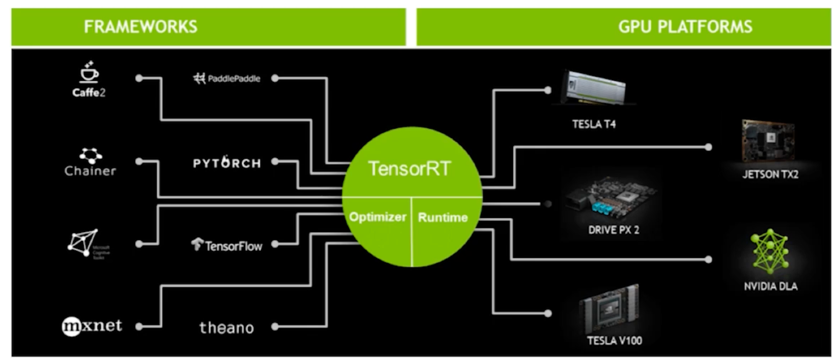 FRAMEWORKS
GPU PLATFORMS
Caffe2
PaddlePaddle
Chainer
PYTORCH
Microsoft
Cognitive
Toolkit
TensorFlow
mxnet
theano
TensorRT
Optimizer
Runtime
TESLA T4
JETSON TX2
DRIVE PX 2
NVIDIA DLA
TESLA V100